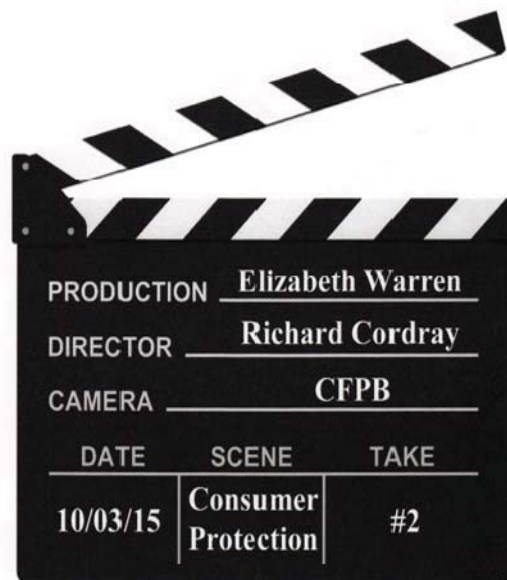 PRODUCTION Elizabeth Warren
DIRECTOR Richard Cordray
CAMERA CFPB
DATE SCENE TAKE
10/03/15 Consumer Protection #2